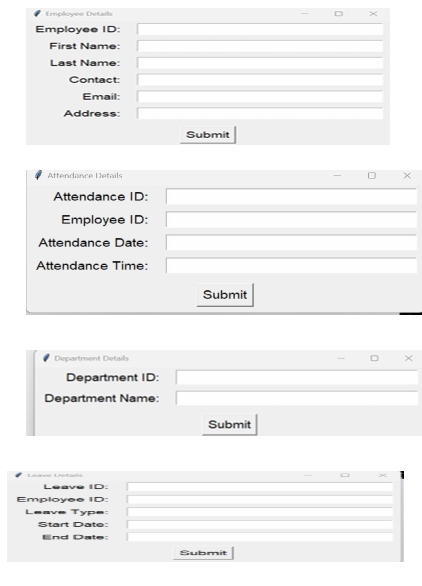 Employee Details
Employee ID:
First Name:
Last Name:
Contact:
Email:
Address:
Submit
Attendance Details
Attendance ID:
Employee ID:
Attendance Date:
Attendance Time:
Submit
Department Details
Department ID:
Department Name:
Submit
Leave Details
Leave ID:
Employee ID:
Leave Type:
Start Date:
End Date:
Submit